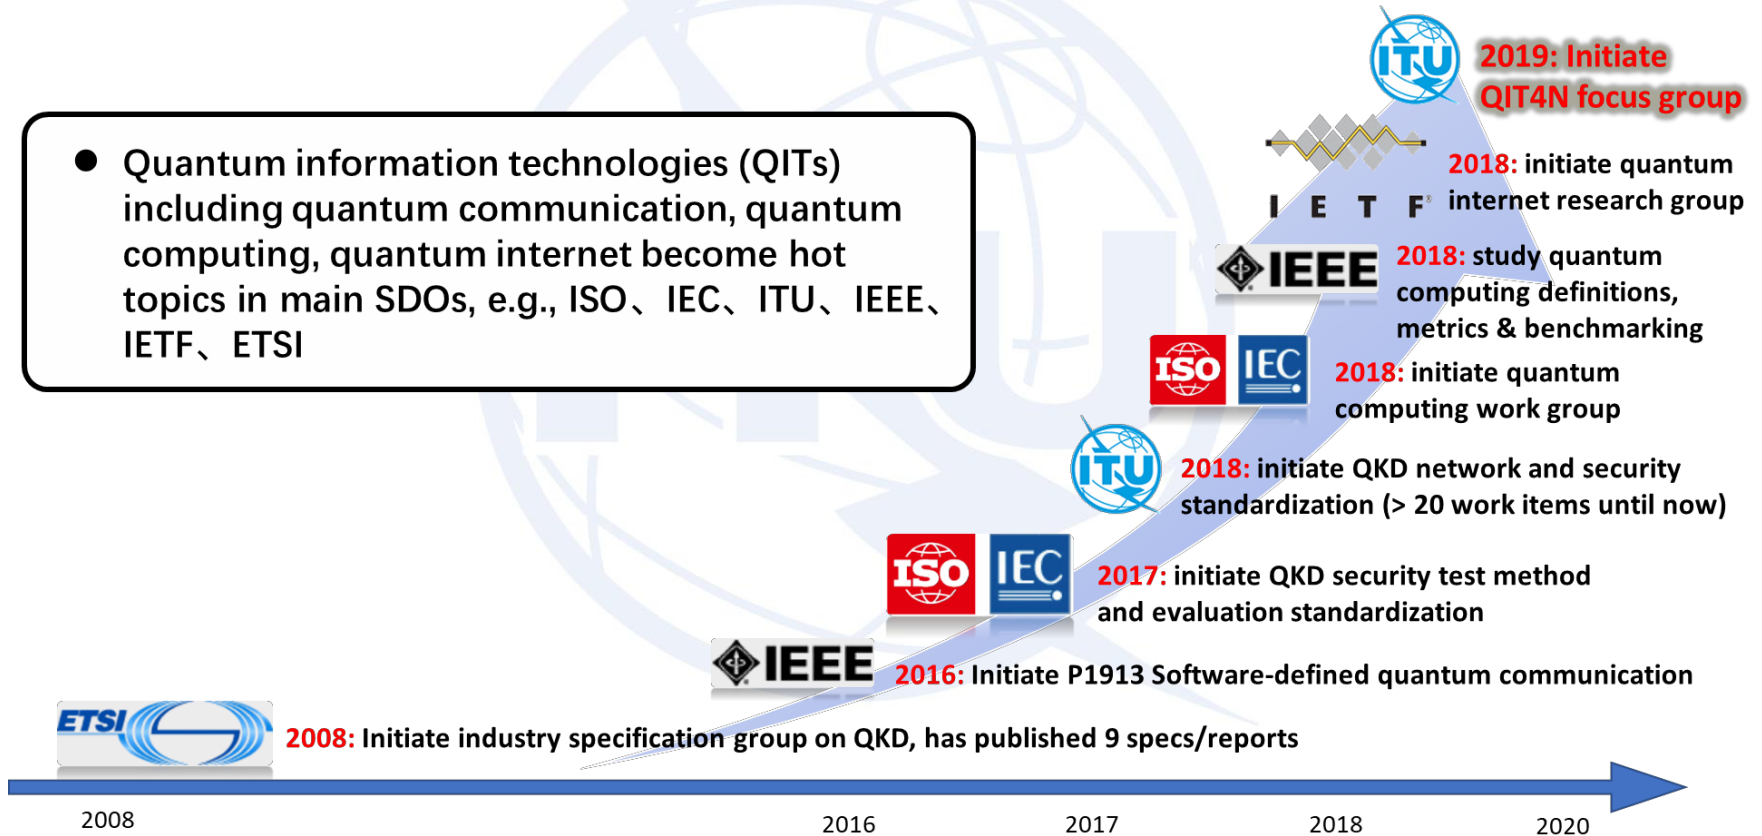 ● Quantum information technologies (QITs)
including quantum communication, quantum
computing, quantum internet become hot
topics in main SDOs, e.g., ISO、IEC、ITU、IEEE、
IETF、ETSI
ITU
2019: Initiate
QIT4N focus group
IETF®
2018: initiate quantum
internet research group
IEEE
2018: study quantum
computing definitions,
metrics & benchmarking
ISO IEC
2018: initiate quantum
computing work group
ITU
2018: initiate QKD network and security
standardization (> 20 work items until now)
ISO IEC
2017: initiate QKD security test method
and evaluation standardization
IEEE
2016: Initiate P1913 Software-defined quantum communication
ETSI
2008: Initiate industry specification group on QKD, has published 9 specs/reports
2008 2016 2017 2018 2020
ITU